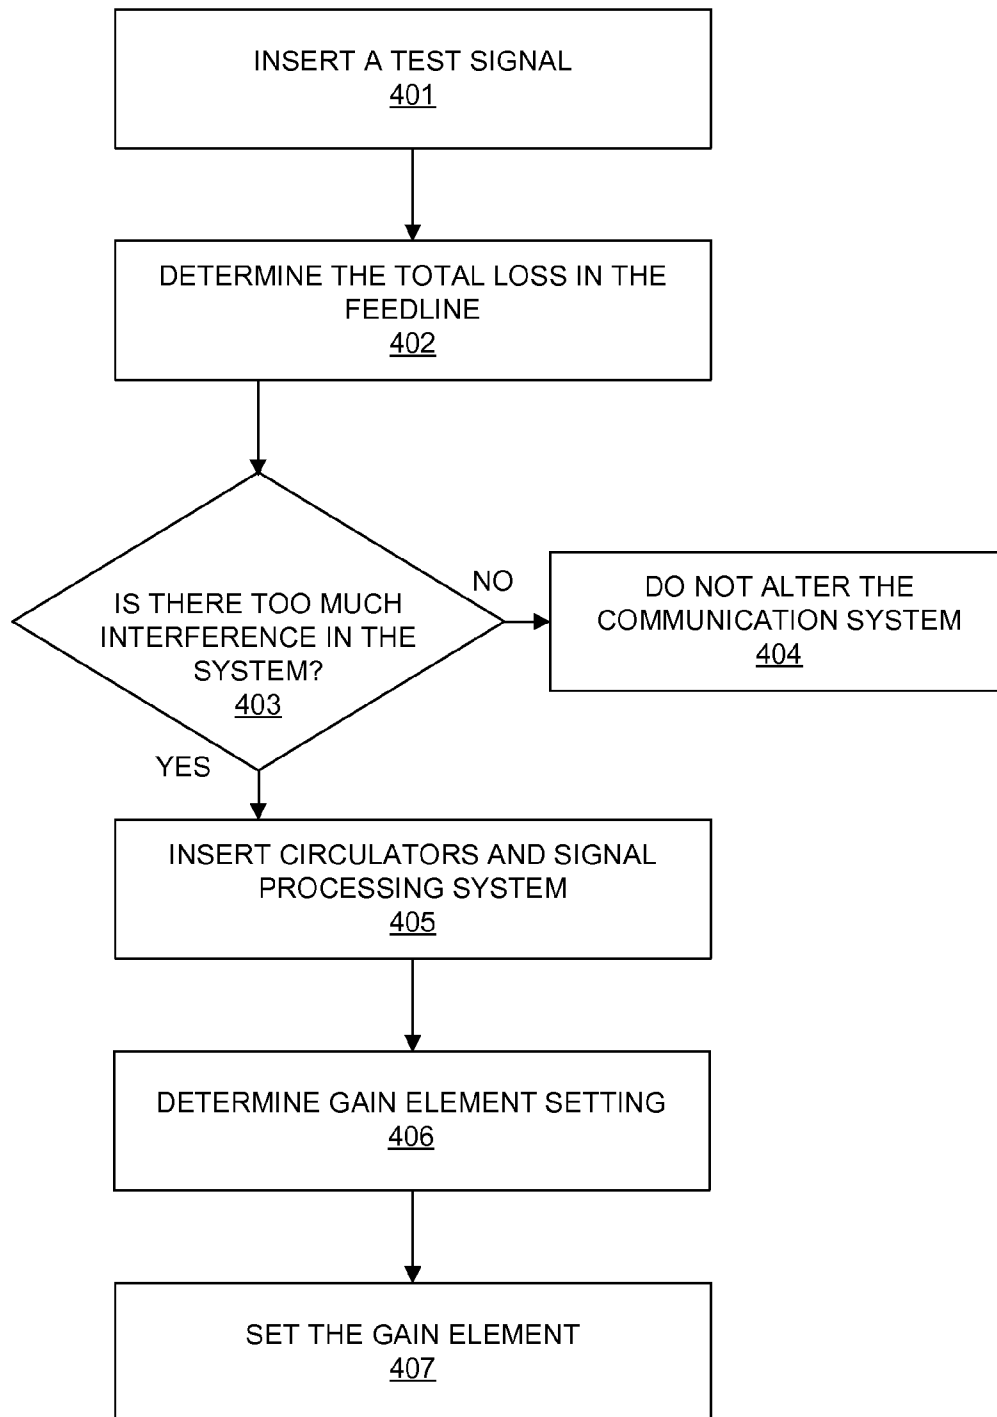 INSERT A TEST SIGNAL
401
DETERMINE THE TOTAL LOSS IN THE
FEEDLINE
402
IS THERE TOO MUCH
INTERFERENCE IN THE
SYSTEM?
403
NO
DO NOT ALTER THE
COMMUNICATION SYSTEM
404
YES
INSERT CIRCULATORS AND SIGNAL
PROCESSING SYSTEM
405
DETERMINE GAIN ELEMENT SETTING
406
SET THE GAIN ELEMENT
407